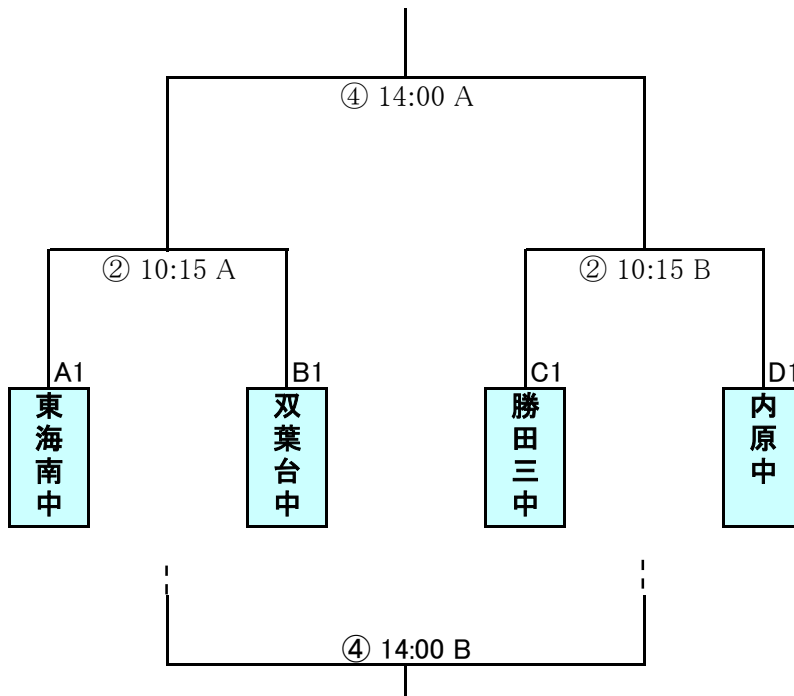 ④ 14:00 A
② 10:15 A
② 10:15 B
A1
B1
C1
D1
東海南中
双葉台中
勝田三中
内原中
④ 14:00 B